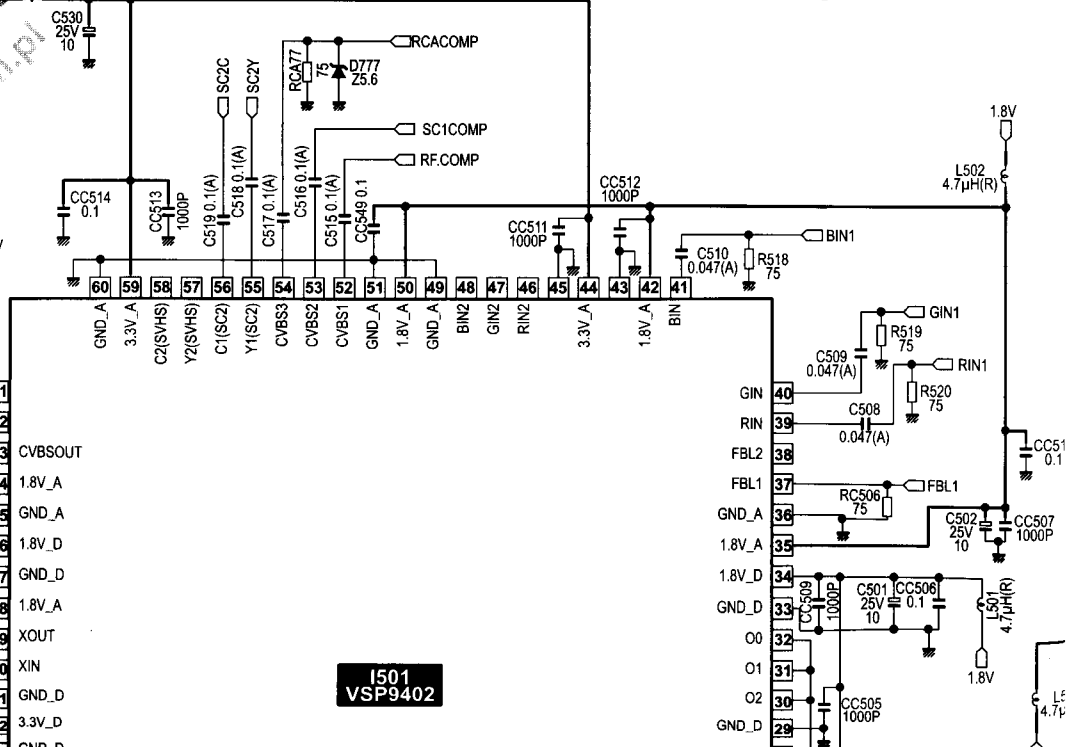 C530
25V
10
SC2C
SC2Y
RCA77
75
D777
Z5.6
RCACOMP
SC1COMP
RF.COMP
1.8V
L502
4.7µH(R)
CC514
0.1
CC513
1000P
C519 0.1(A)
C518 0.1(A)
C517 0.1(A)
C516 0.1(A)
C515 0.1(A)
CC549 0.1
CC511
1000P
CC512
1000P
C510
0.047(A)
R518
75
BIN1
60 59 58 57 56 55 54 53 52 51 50 49 48 47 46 45 44 43 42 41
GND_A
3.3V_A
C2(SVHS)
Y2(SVHS)
C1(SC2)
Y1(SC2)
CVBS3
CVBS2
CVBS1
GND_A
1.8V_A
GND_A
BIN2
GIN2
RIN2
3.3V_A
1.8V_A
BIN
GIN1
R519
75
C509
0.047(A)
RIN1
R520
75
C508
0.047(A)
GIN 40
RIN 39
FBL2 38
FBL1 37
GND_A 36
1.8V_A 35
1.8V_D 34
GND_D 33
O0 32
O1 31
O2 30
GND_D 29
FBL1
RC506
75
C502
25V
10
CC507
1000P
0.1
CC509
1000P
C501
25V
10
CC506
0.1
L501
4.7µH(R)
1.8V
CC505
1000P
CVBSOUT
1.8V_A
GND_A
1.8V_D
GND_D
1.8V_A
XOUT
XIN
GND_D
3.3V_D
GND_D
I501
VSP9402